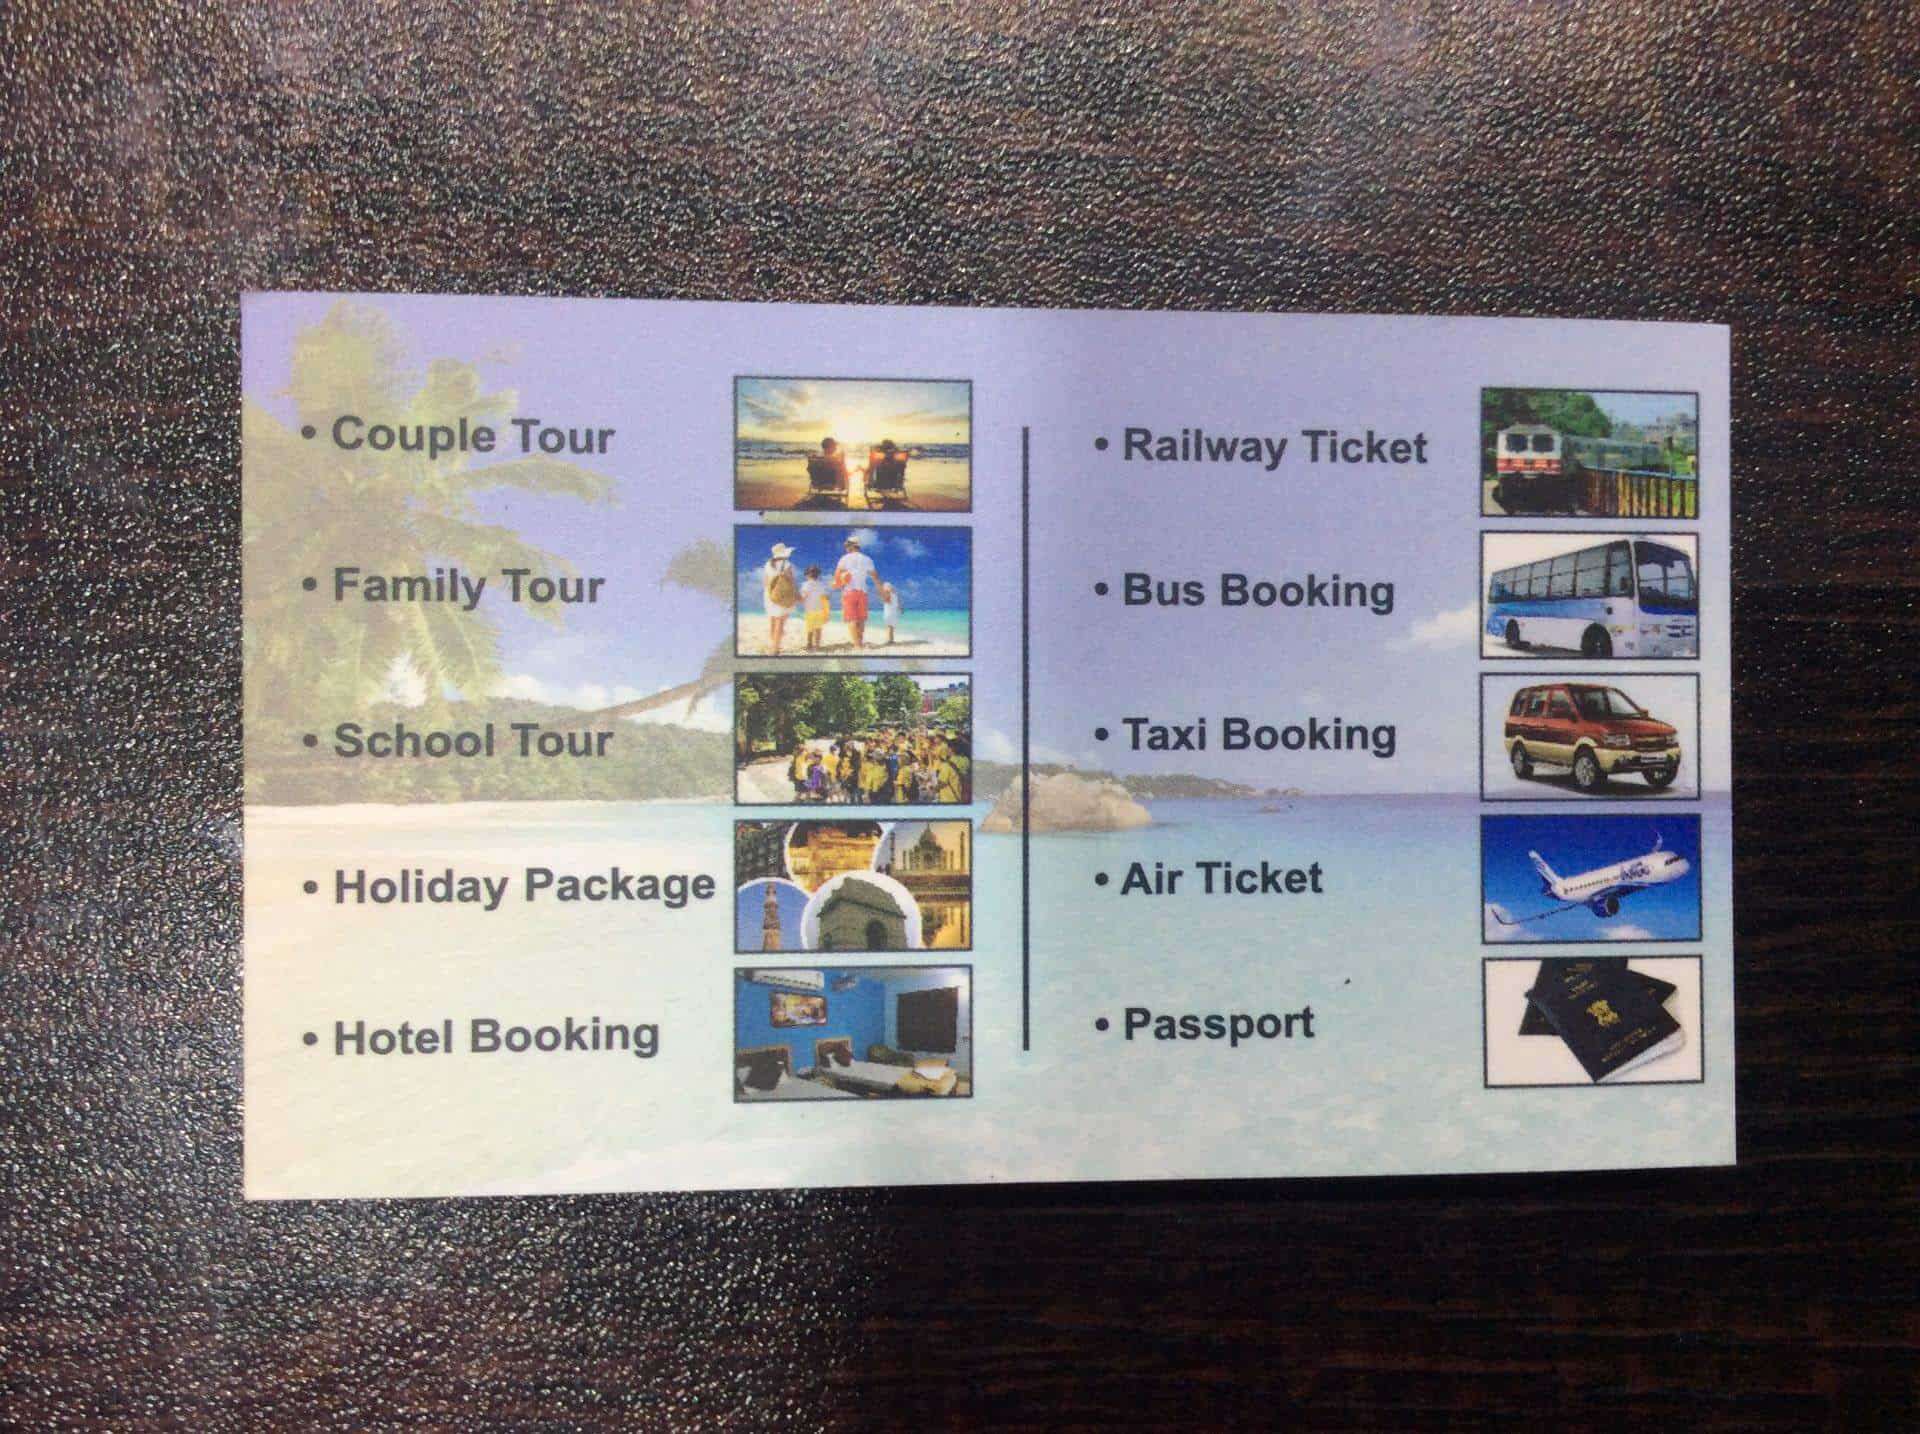 • Couple Tour
• Family Tour
• School Tour
• Holiday Package
• Hotel Booking
• Railway Ticket
• Bus Booking
• Taxi Booking
• Air Ticket
• Passport